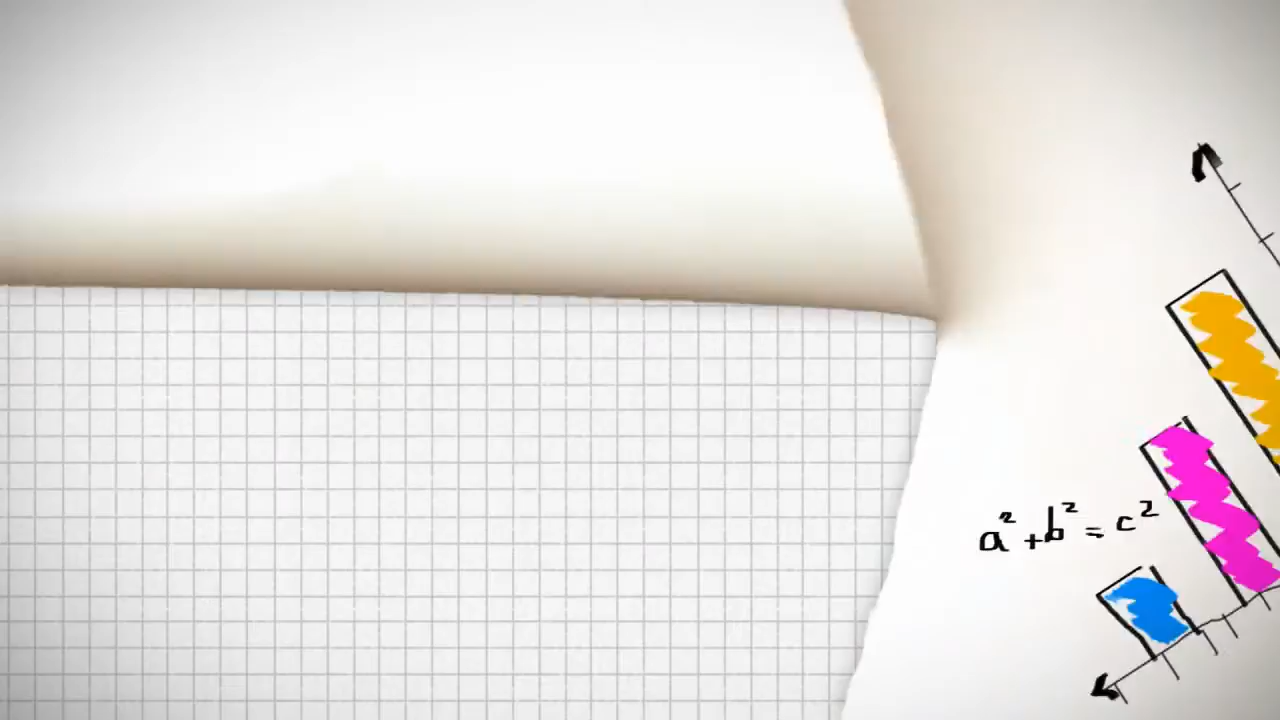 a² + b² = c²